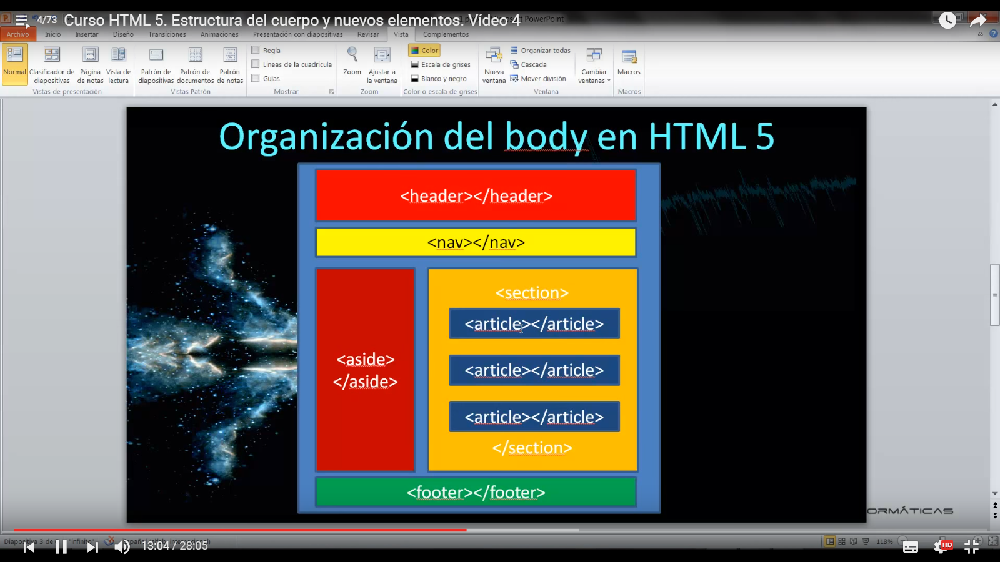 4/73 Curso HTML 5. Estructura del cuerpo y nuevos elementos. Vídeo 4 PowerPoint
Archivo Inicio Insertar Diseño Transiciones Animaciones Presentación con diapositivas Revisar Vista Complementos
Normal
Clasificador de diapositivas
Página de notas
Vista de lectura
Vistas de presentación
Patrón de diapositivas
Patrón de documentos
Patrón de notas
Vistas Patrón
Regla
Líneas de la cuadrícula
Guías
Mostrar
Zoom
Ajustar a la ventana
Zoom
Color
Escala de grises
Blanco y negro
Color o escala de grises
Nueva ventana
Organizar todas
Cascada
Mover división
Cambiar ventanas
Ventana
Macros
Macros
Organización del body en HTML 5
<header></header>
<nav></nav>
<aside>
</aside>
<section>
<article></article>
<article></article>
<article></article>
</section>
<footer></footer>
ORMÁTICAS
Diapositiva 3 de "infinito" Español (alfab. internacional) 118%
13:04 / 28:05 HD